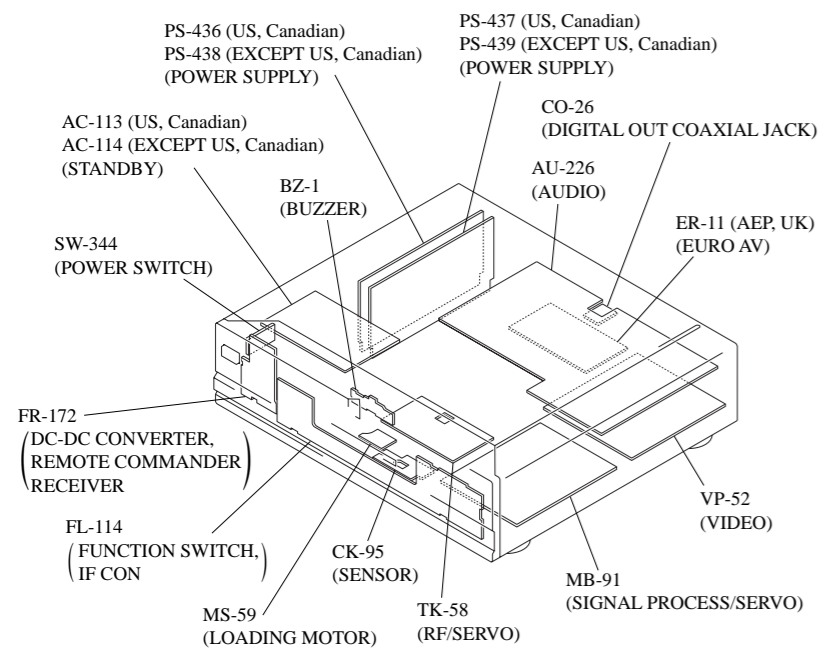 PS-436 (US, Canadian)
PS-438 (EXCEPT US, Canadian)
(POWER SUPPLY)
PS-437 (US, Canadian)
PS-439 (EXCEPT US, Canadian)
(POWER SUPPLY)
AC-113 (US, Canadian)
AC-114 (EXCEPT US, Canadian)
(STANDBY)
CO-26
(DIGITAL OUT COAXIAL JACK)
BZ-1
(BUZZER)
AU-226
(AUDIO)
ER-11 (AEP, UK)
(EURO AV)
SW-344
(POWER SWITCH)
FR-172
(DC-DC CONVERTER,
REMOTE COMMANDER
RECEIVER)
FL-114
(FUNCTION SWITCH,
IF CON)
MS-59
(LOADING MOTOR)
CK-95
(SENSOR)
TK-58
(RF/SERVO)
MB-91
(SIGNAL PROCESS/SERVO)
VP-52
(VIDEO)